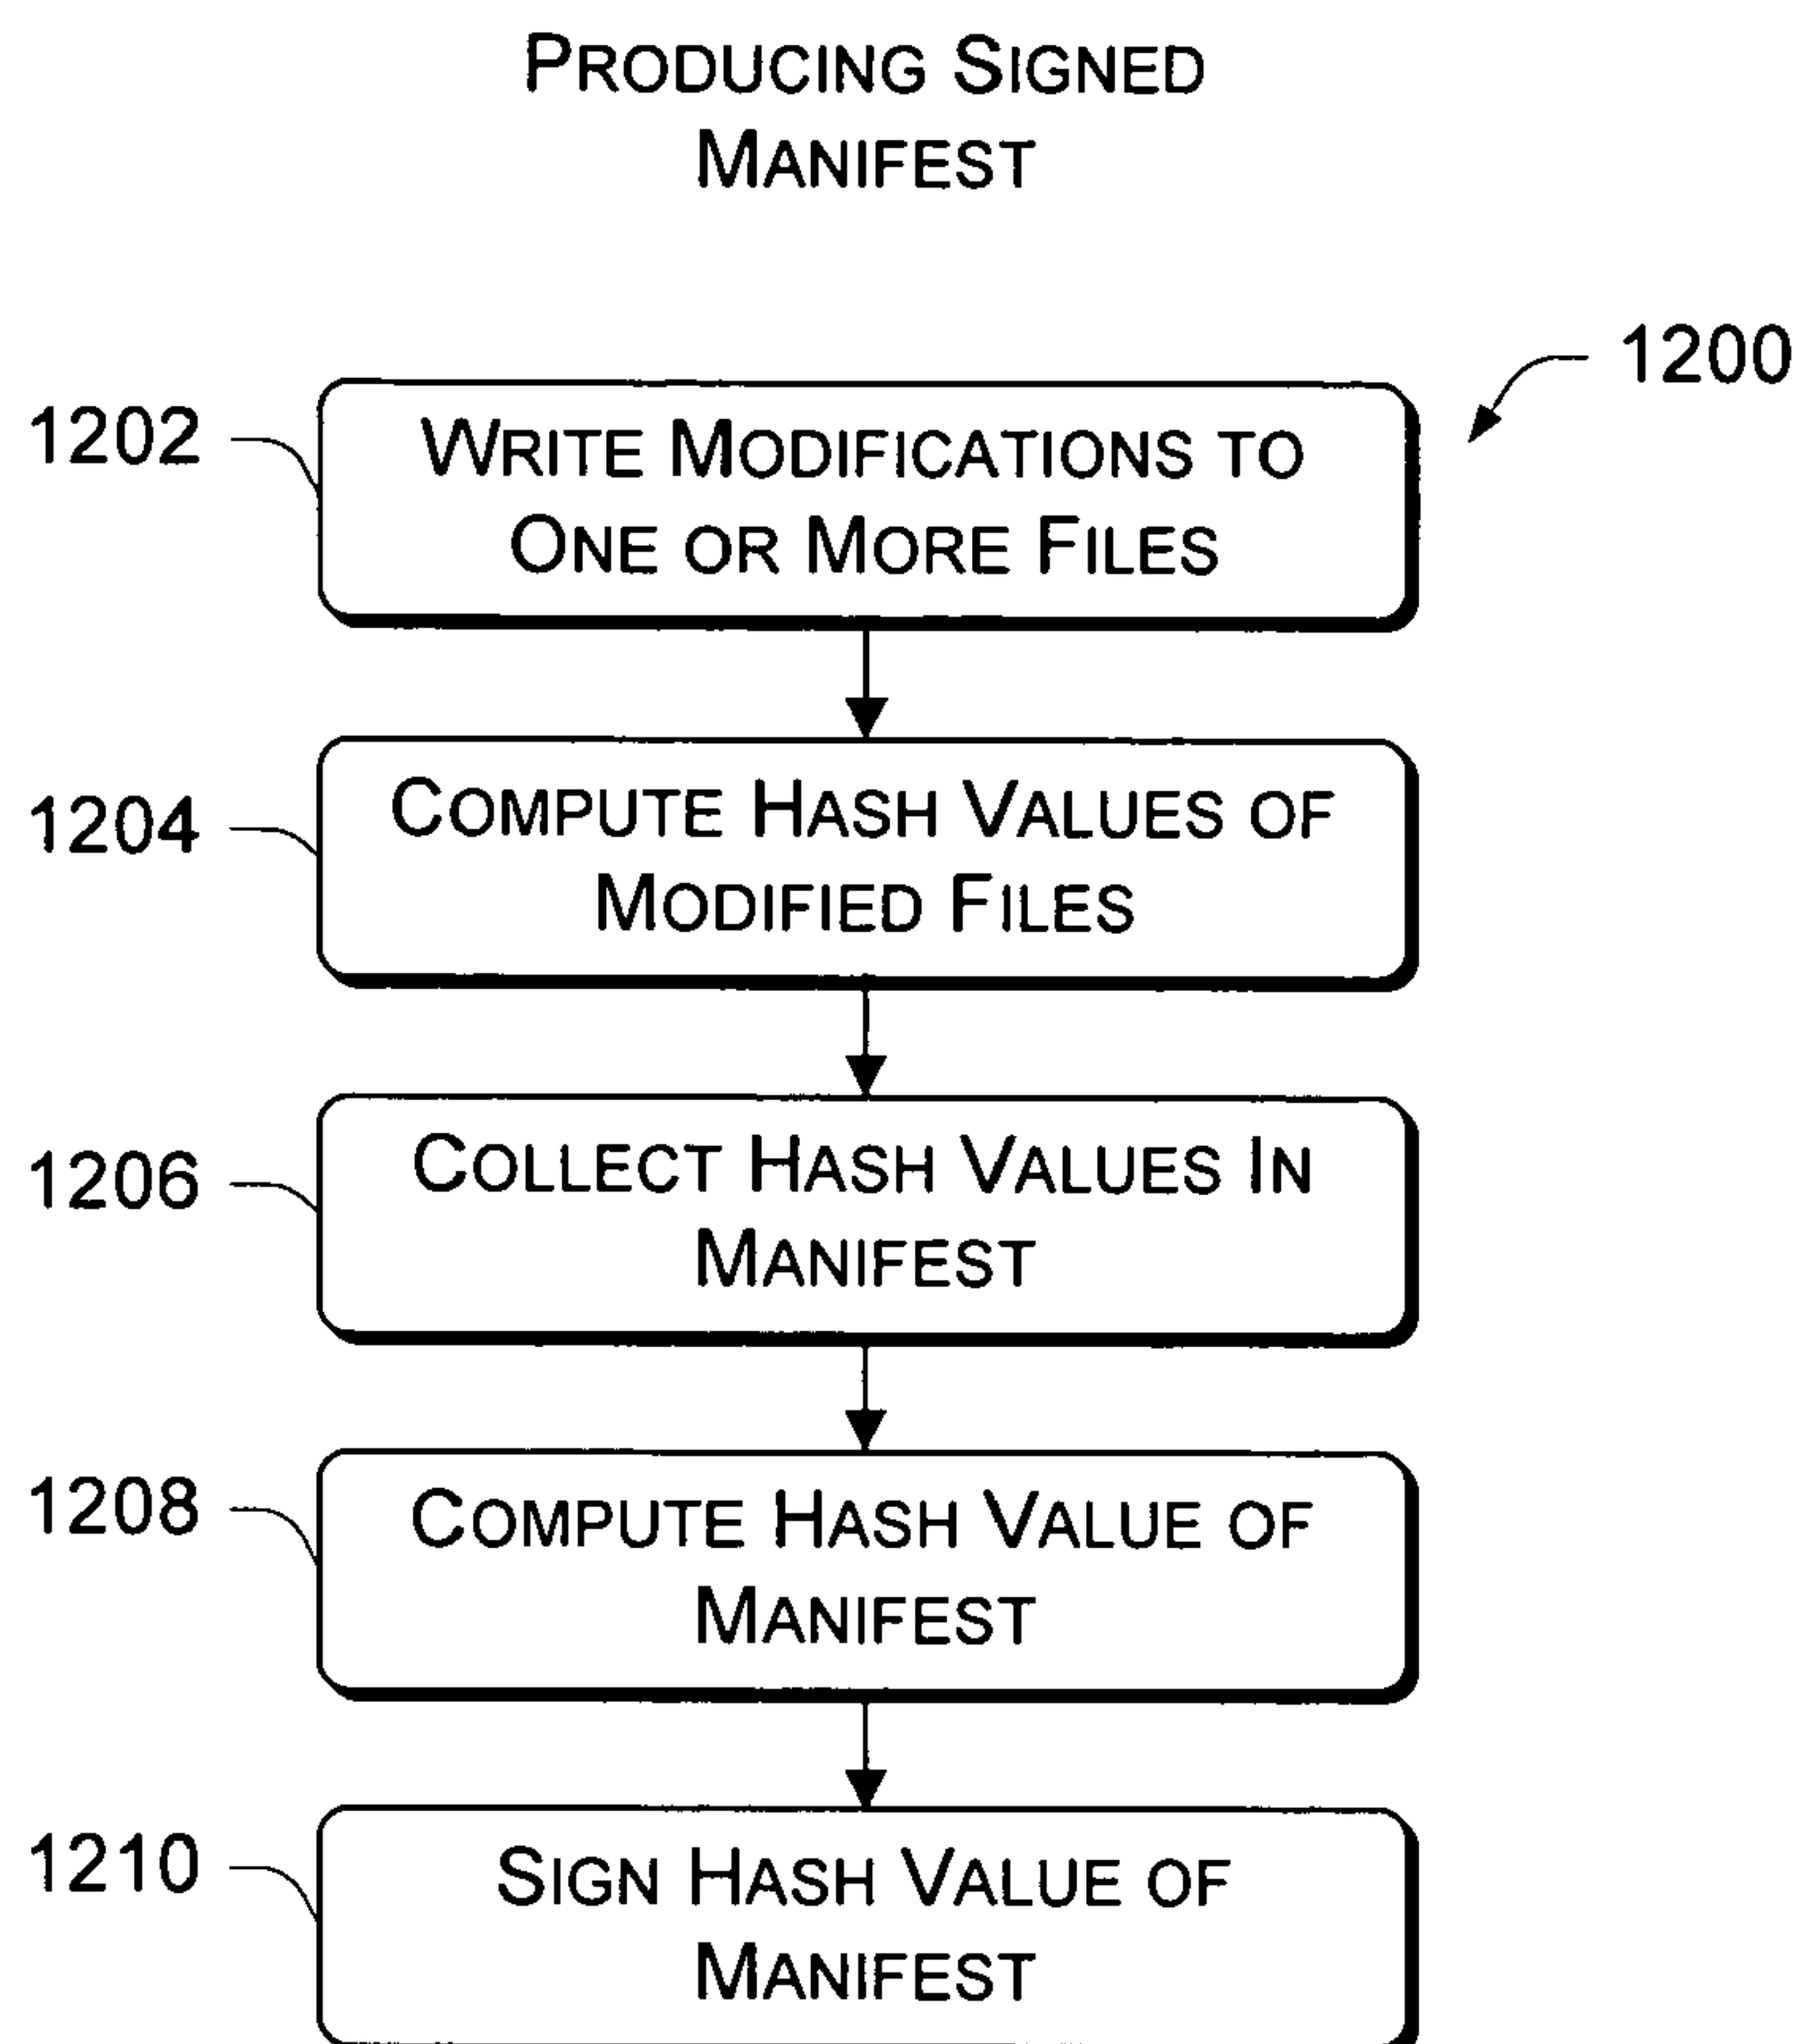 PRODUCING SIGNED
MANIFEST
1200
1202
WRITE MODIFICATIONS TO
ONE OR MORE FILES
1204
COMPUTE HASH VALUES OF
MODIFIED FILES
1206
COLLECT HASH VALUES IN
MANIFEST
1208
COMPUTE HASH VALUE OF
MANIFEST
1210
SIGN HASH VALUE OF
MANIFEST